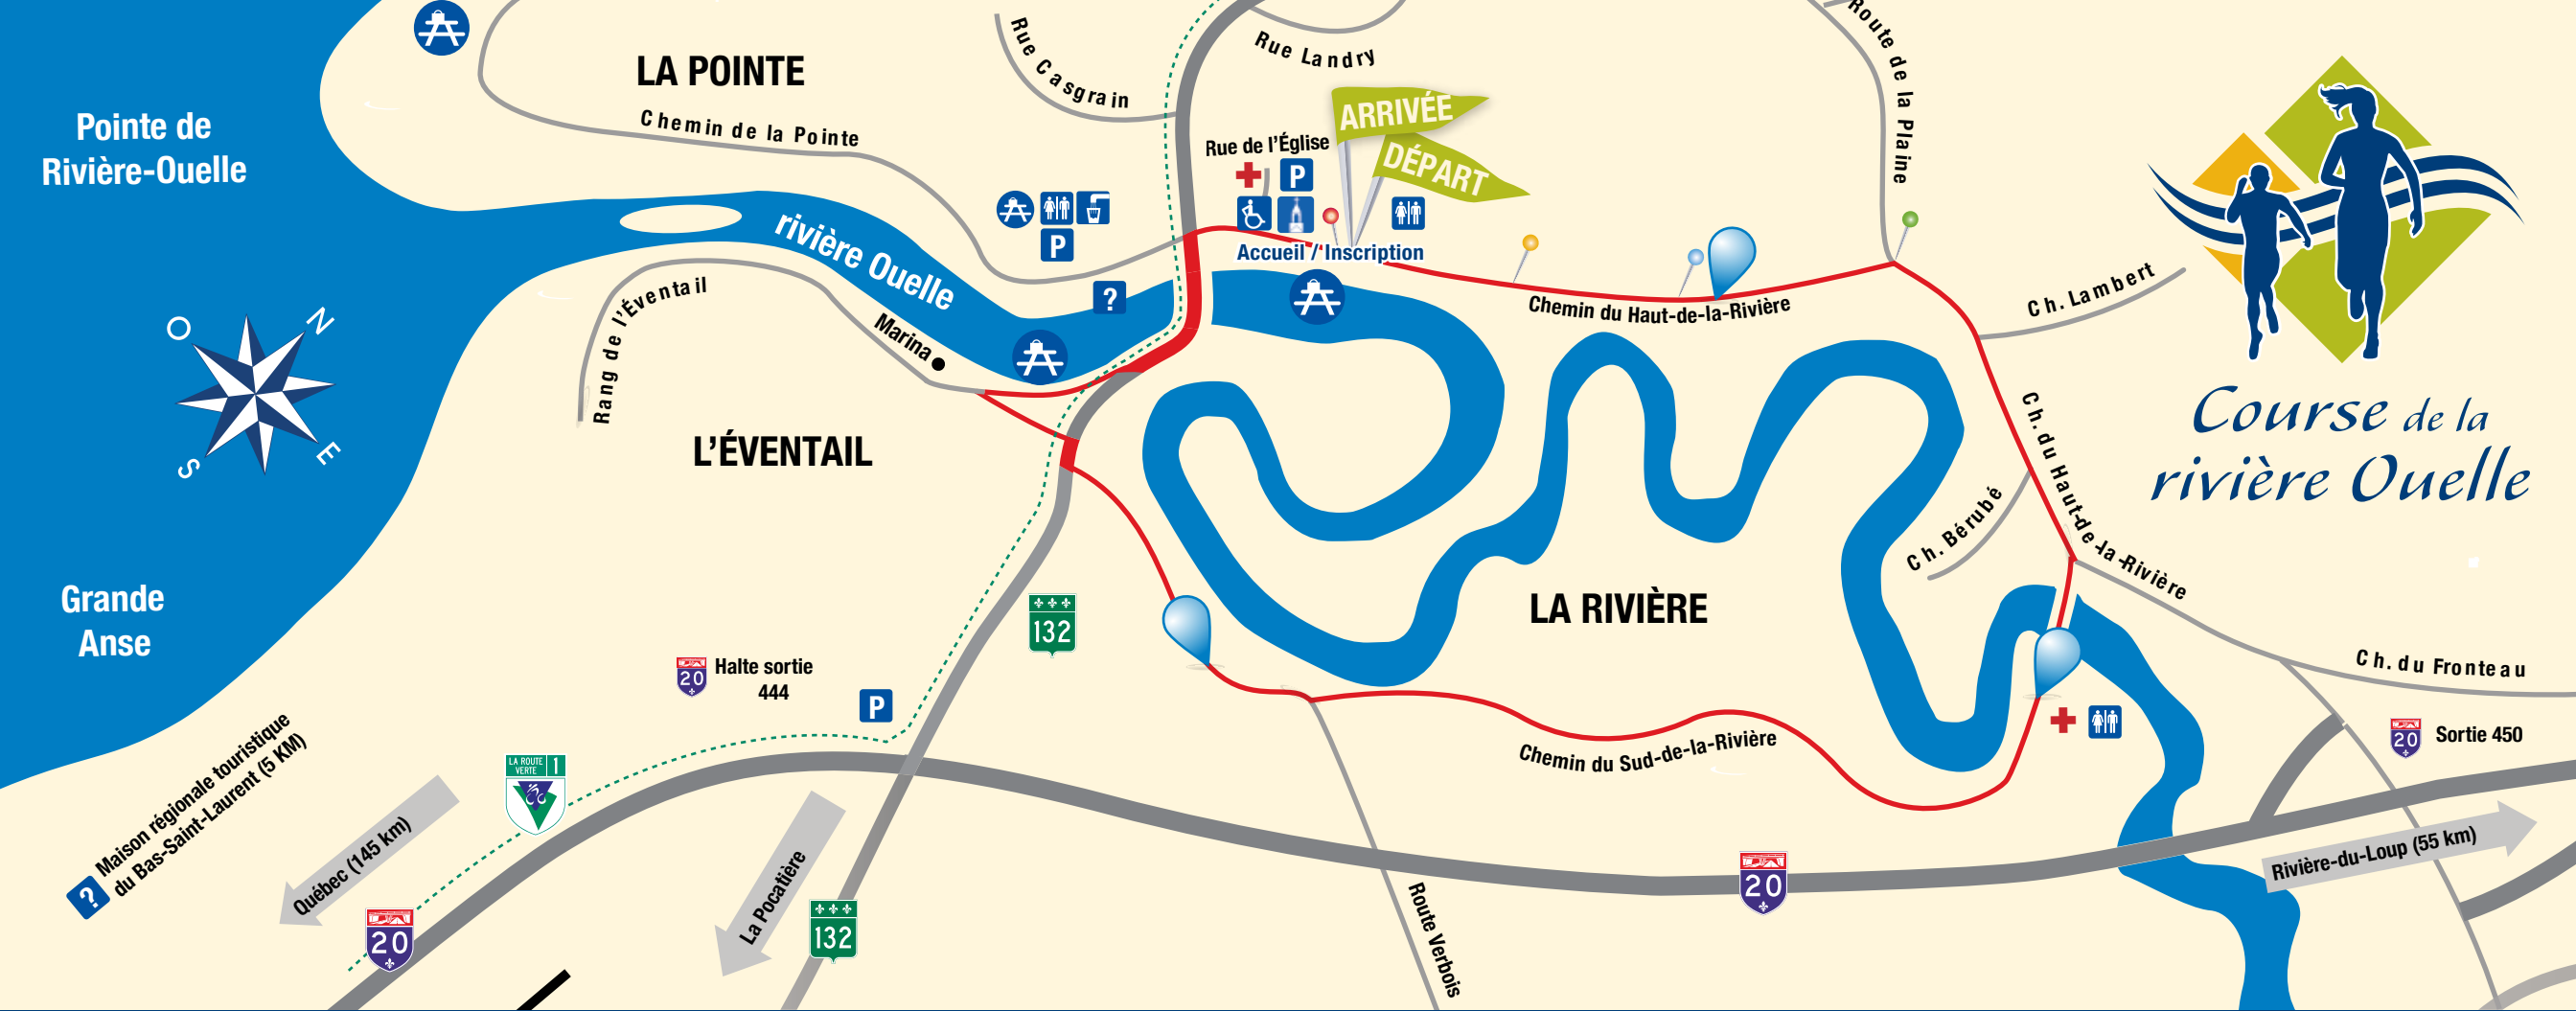 LA POINTE
Pointe de
Rivière-Ouelle
Chemin de la Pointe
Rue Casgrain
Rue Landry
Route de la Plaine
ARRIVÉE
DÉPART
Rue de l'Église
P
Accueil / Inscription
P
?
rivière Ouelle
Chemin du Haut-de-la-Rivière
Ch. Lambert
Rang de l'Éventail
Marina
O
N
S
E
L'ÉVENTAIL
Ch. du Haut-de-la-Rivière
Ch. Bérubé
Course de la
rivière Ouelle
Grande
Anse
LA RIVIÈRE
132
20
Halte sortie
444
P
Ch. du Fronteau
20
Sortie 450
Chemin du Sud-de-la-Rivière
LA ROUTE
VERTE
1
?
Maison régionale touristique
du Bas-Saint-Laurent (5 KM)
Québec (145 km)
La Pocatière
Rivière-du-Loup (55 km)
20
20
132
Route Verbois